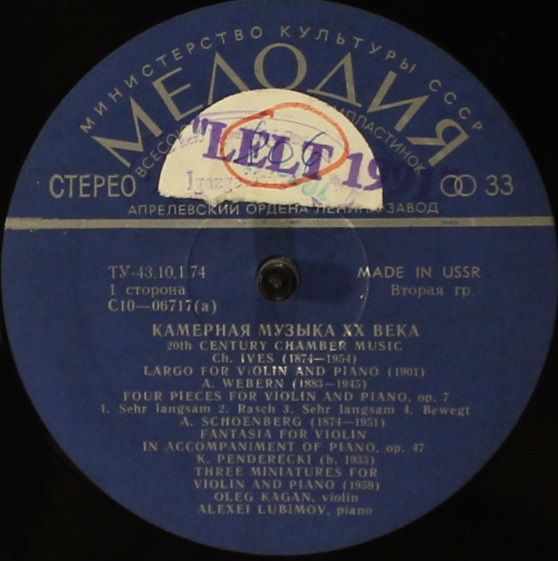 МИНИСТЕРСТВО КУЛЬТУРЫ СССР
МЕЛОДИЯ
"LELT 1991
666
СТЕРЕО
33
АПРЕЛЕВСКИЙ ОРДЕНА ЛЕНИНА ЗАВОД
ТУ-43.10.1.74
MADE IN USSR
1 сторона
Вторая гр.
С10—06717(а)
КАМЕРНАЯ МУЗЫКА XX ВЕКА
20th CENTURY CHAMBER MUSIC
Ch. IVES (1874—1954)
LARGO FOR VIOLIN AND PIANO (1901)
A. WEBERN (1883—1945)
FOUR PIECES FOR VIOLIN AND PIANO, op. 7
1. Sehr langsam 2. Rasch 3. Sehr langsam 4. Bewegt
A. SCHOENBERG (1874—1951)
FANTASIA FOR VIOLIN
IN ACCOMPANIMENT OF PIANO, op. 47
K. PENDERECKI (b. 1933)
THREE MINIATURES FOR
VIOLIN AND PIANO (1959)
OLEG KAGAN, violin
ALEXEI LUBIMOV, piano